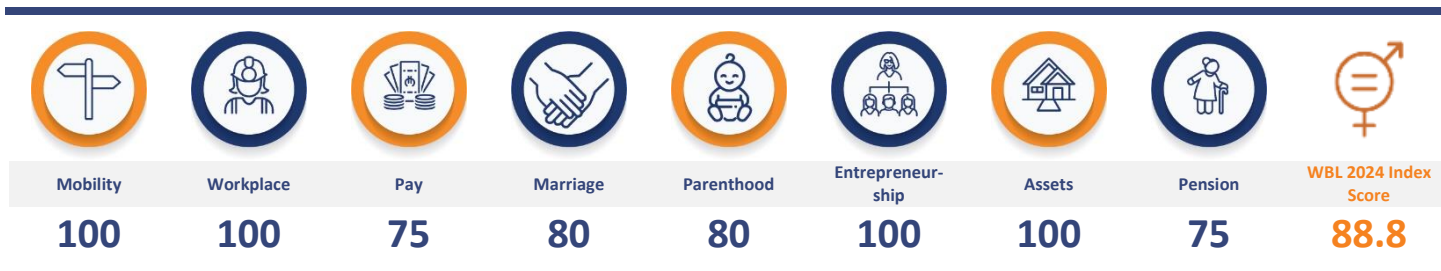 Mobility
Workplace
Pay
Marriage
Parenthood
Entrepreneur-
ship
Assets
Pension
WBL 2024 Index
Score
100
100
75
80
80
100
100
75
88.8